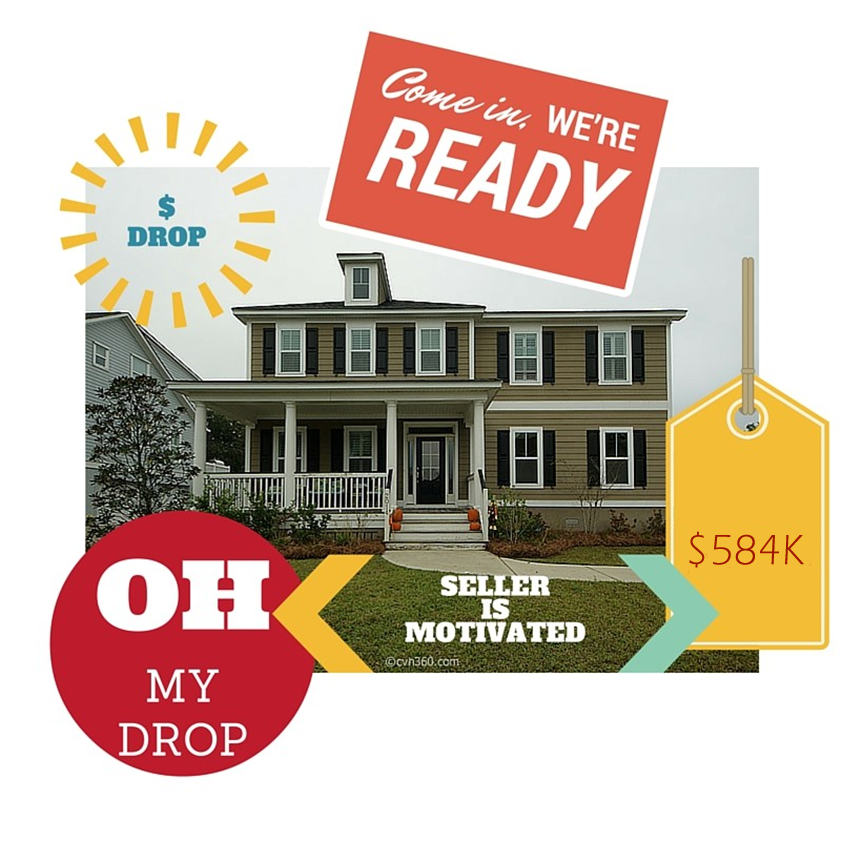 Come in, WE'RE
READY
$
DROP
$584K
OH
MY
DROP
SELLER
IS
MOTIVATED
©cvn360.com